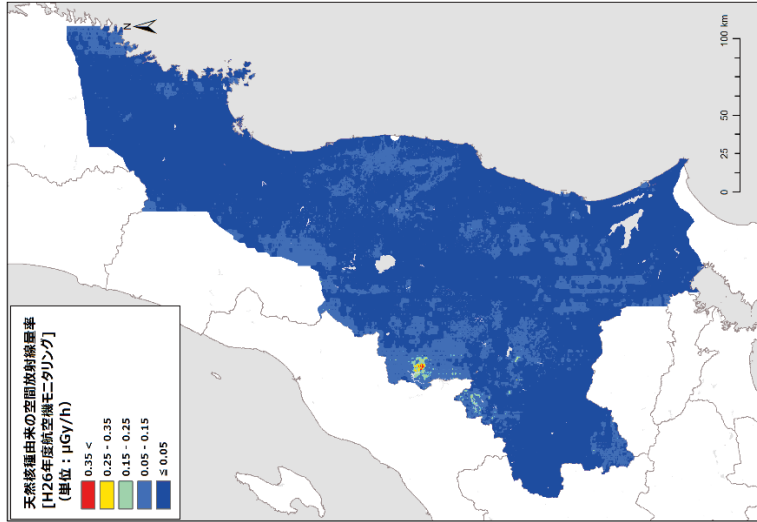 天然核種由来の空間放射線量率
[H26年度航空機モニタリング]
(単位：μGy/h)
0.35 <
0.25 - 0.35
0.15 - 0.25
0.05 - 0.15
≦ 0.05
N
0 25 50 100 km